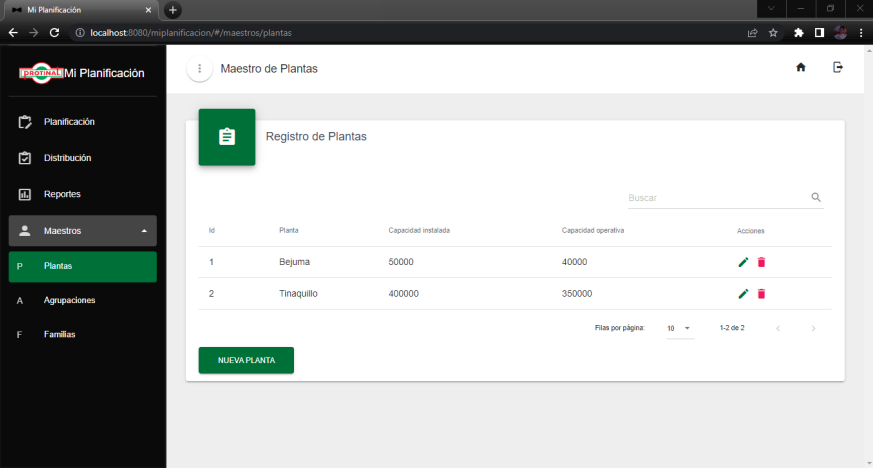 Mi Planificación
localhost:8080/miplanificacion/#/maestros/plantas
PROTINAL Mi Planificación
Maestro de Plantas
Planificación
Distribución
Reportes
Maestros
P Plantas
A Agrupaciones
F Familias
Registro de Plantas
Buscar
Id Planta Capacidad instalada Capacidad operativa Acciones
1 Bejuma 50000 40000
2 Tinaquillo 400000 350000
Filas por página: 10 1-2 de 2
NUEVA PLANTA